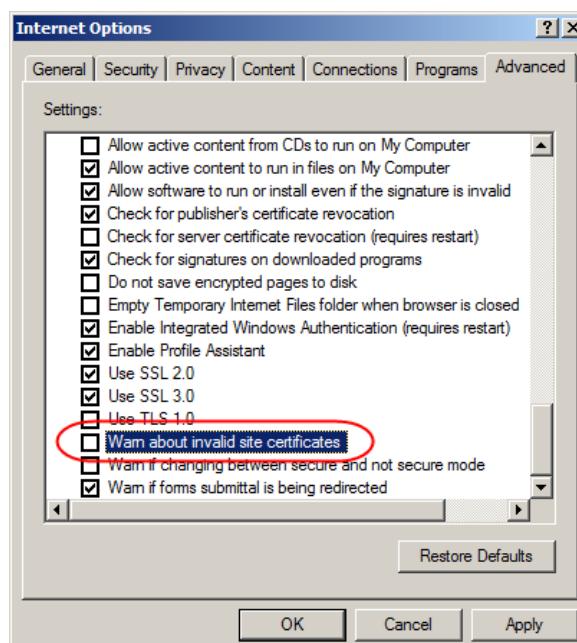 Internet Options
General Security Privacy Content Connections Programs Advanced
Settings:
Allow active content from CDs to run on My Computer
Allow active content to run in files on My Computer
Allow software to run or install even if the signature is invalid
Check for publisher's certificate revocation
Check for server certificate revocation (requires restart)
Check for signatures on downloaded programs
Do not save encrypted pages to disk
Empty Temporary Internet Files folder when browser is closed
Enable Integrated Windows Authentication (requires restart)
Enable Profile Assistant
Use SSL 2.0
Use SSL 3.0
Use TLS 1.0
Warn about invalid site certificates
Warn if changing between secure and not secure mode
Warn if forms submittal is being redirected
Restore Defaults
OK Cancel Apply